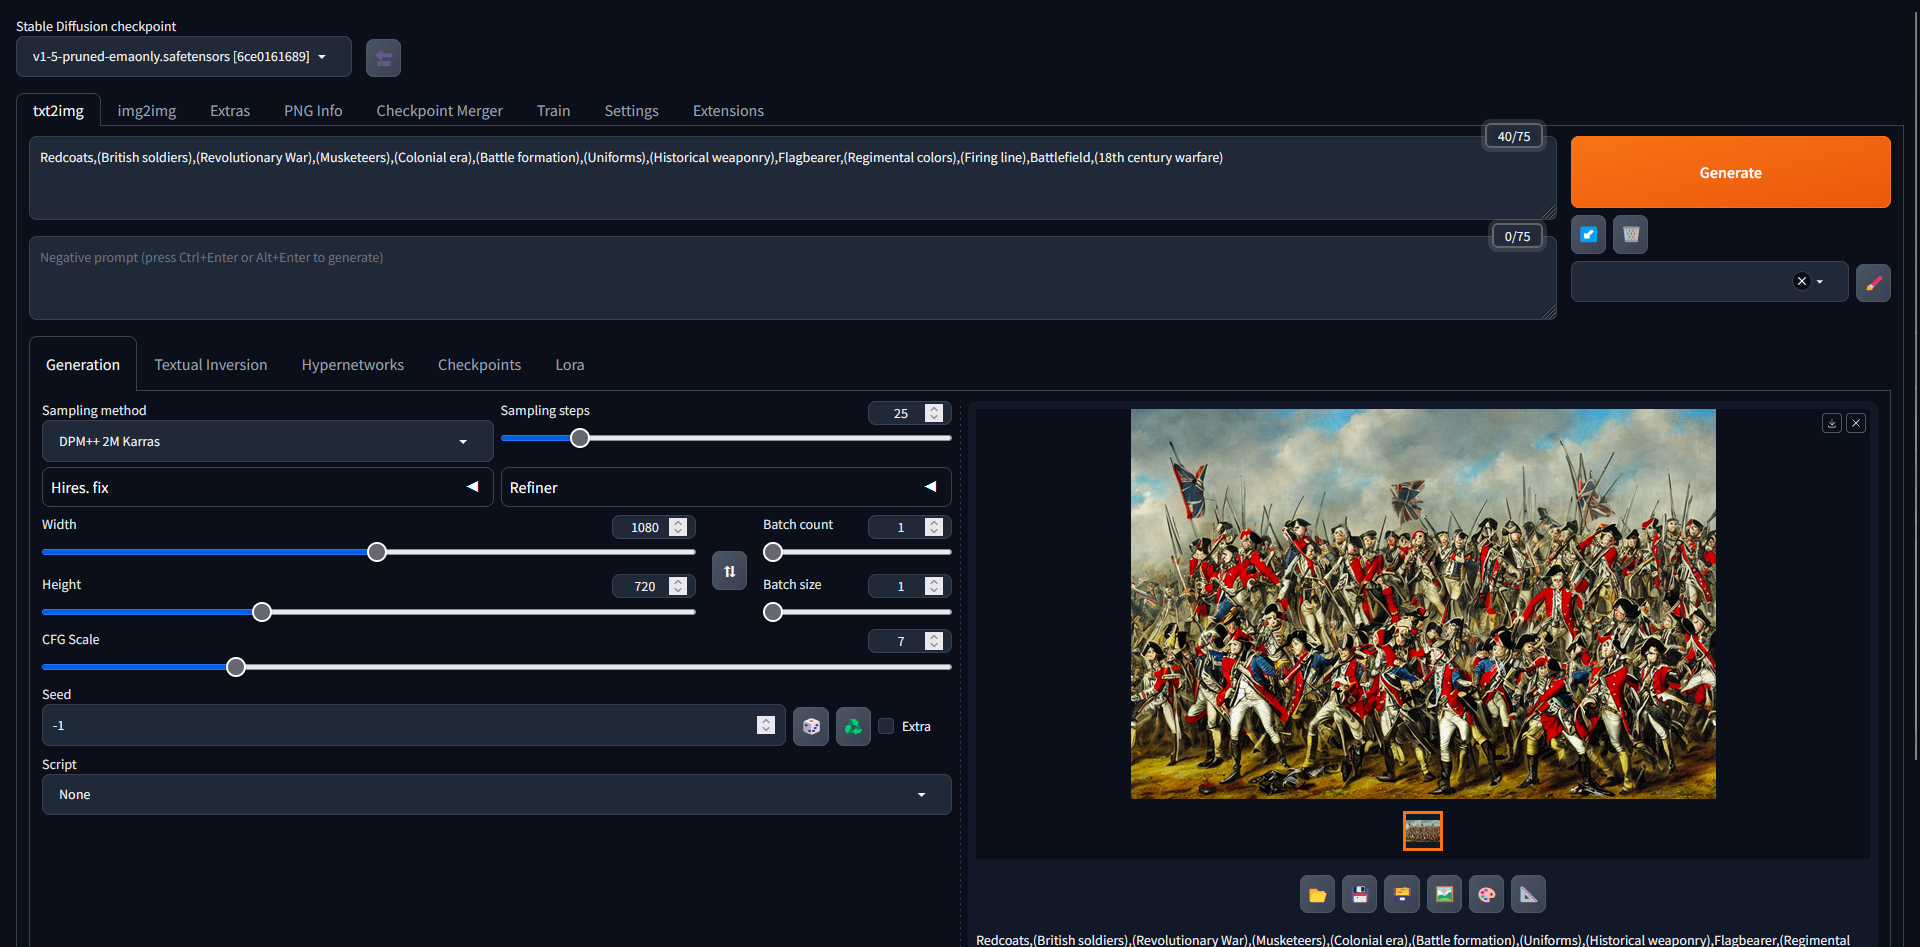 Stable Diffusion checkpoint
v1-5-pruned-emaonly.safetensors [6ce0161689]
txt2img img2img Extras PNG Info Checkpoint Merger Train Settings Extensions
40/75
Redcoats,(British soldiers),(Revolutionary War),(Musketeers),(Colonial era),(Battle formation),(Uniforms),(Historical weaponry),Flagbearer,(Regimental colors),(Firing line),Battlefield,(18th century warfare)
Generate
0/75
Negative prompt (press Ctrl+Enter or Alt+Enter to generate)
Generation Textual Inversion Hypernetworks Checkpoints Lora
Sampling method
DPM++ 2M Karras
Sampling steps
25
Hires. fix
Refiner
Width
1080
Batch count
1
Height
720
Batch size
1
CFG Scale
7
Seed
-1
Extra
Script
None
Redcoats,(British soldiers),(Revolutionary War),(Musketeers),(Colonial era),(Battle formation),(Uniforms),(Historical weaponry),Flagbearer,(Regimental